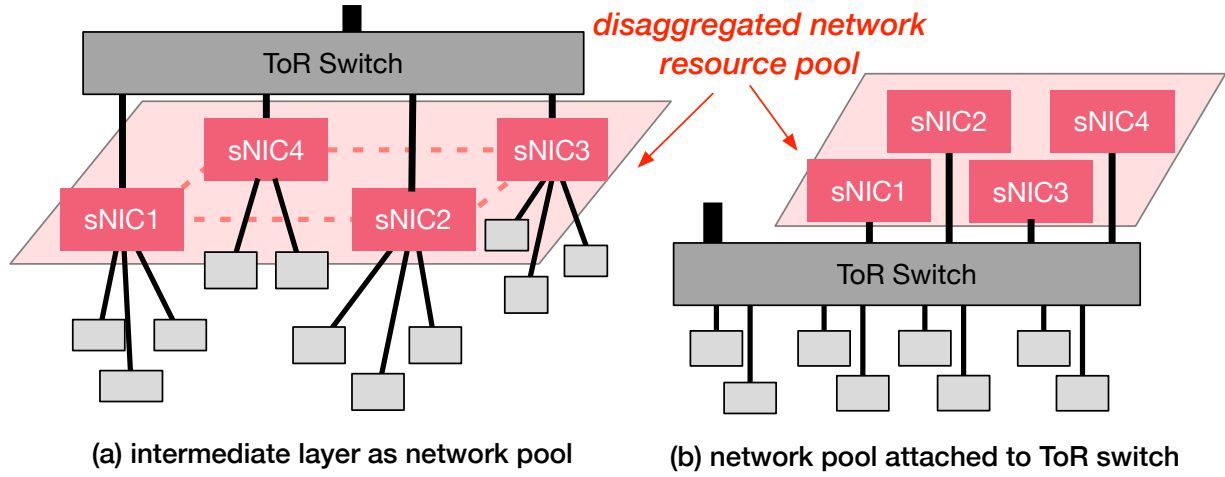 ToR Switch
sNIC4
sNIC3
sNIC1
sNIC2
(a) intermediate layer as network pool
disaggregated network
resource pool
sNIC2
sNIC4
sNIC1
sNIC3
ToR Switch
(b) network pool attached to ToR switch